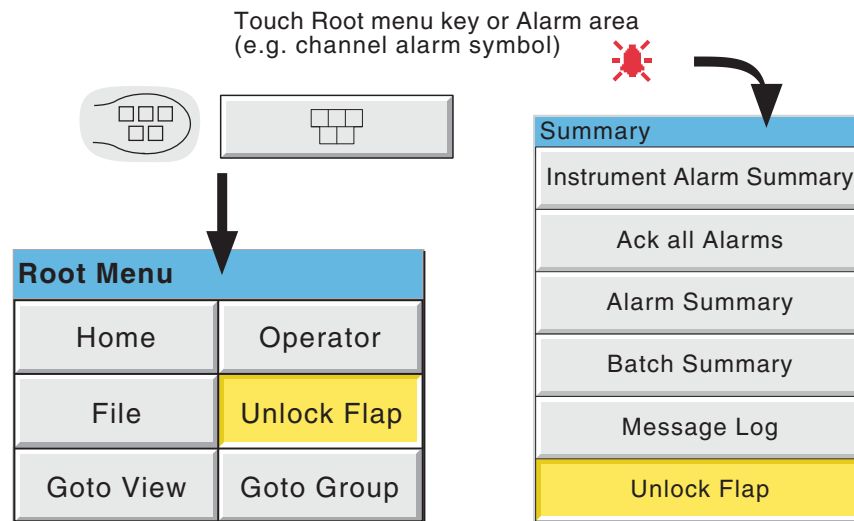 Touch Root menu key or Alarm area
(e.g. channel alarm symbol)
Root Menu
Home
Operator
File
Unlock Flap
Goto View
Goto Group
Summary
Instrument Alarm Summary
Ack all Alarms
Alarm Summary
Batch Summary
Message Log
Unlock Flap